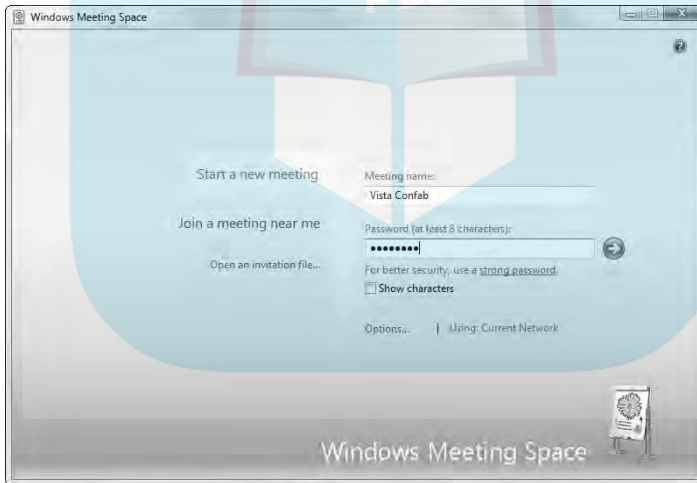 Windows Meeting Space
Start a new meeting
Join a meeting near me
Open an invitation file...
Meeting name:
Vista Confab
Password (at least 8 characters):
••••••••
For better security, use a strong password.
Show characters
Options...
| Using: Current Network
Windows Meeting Space